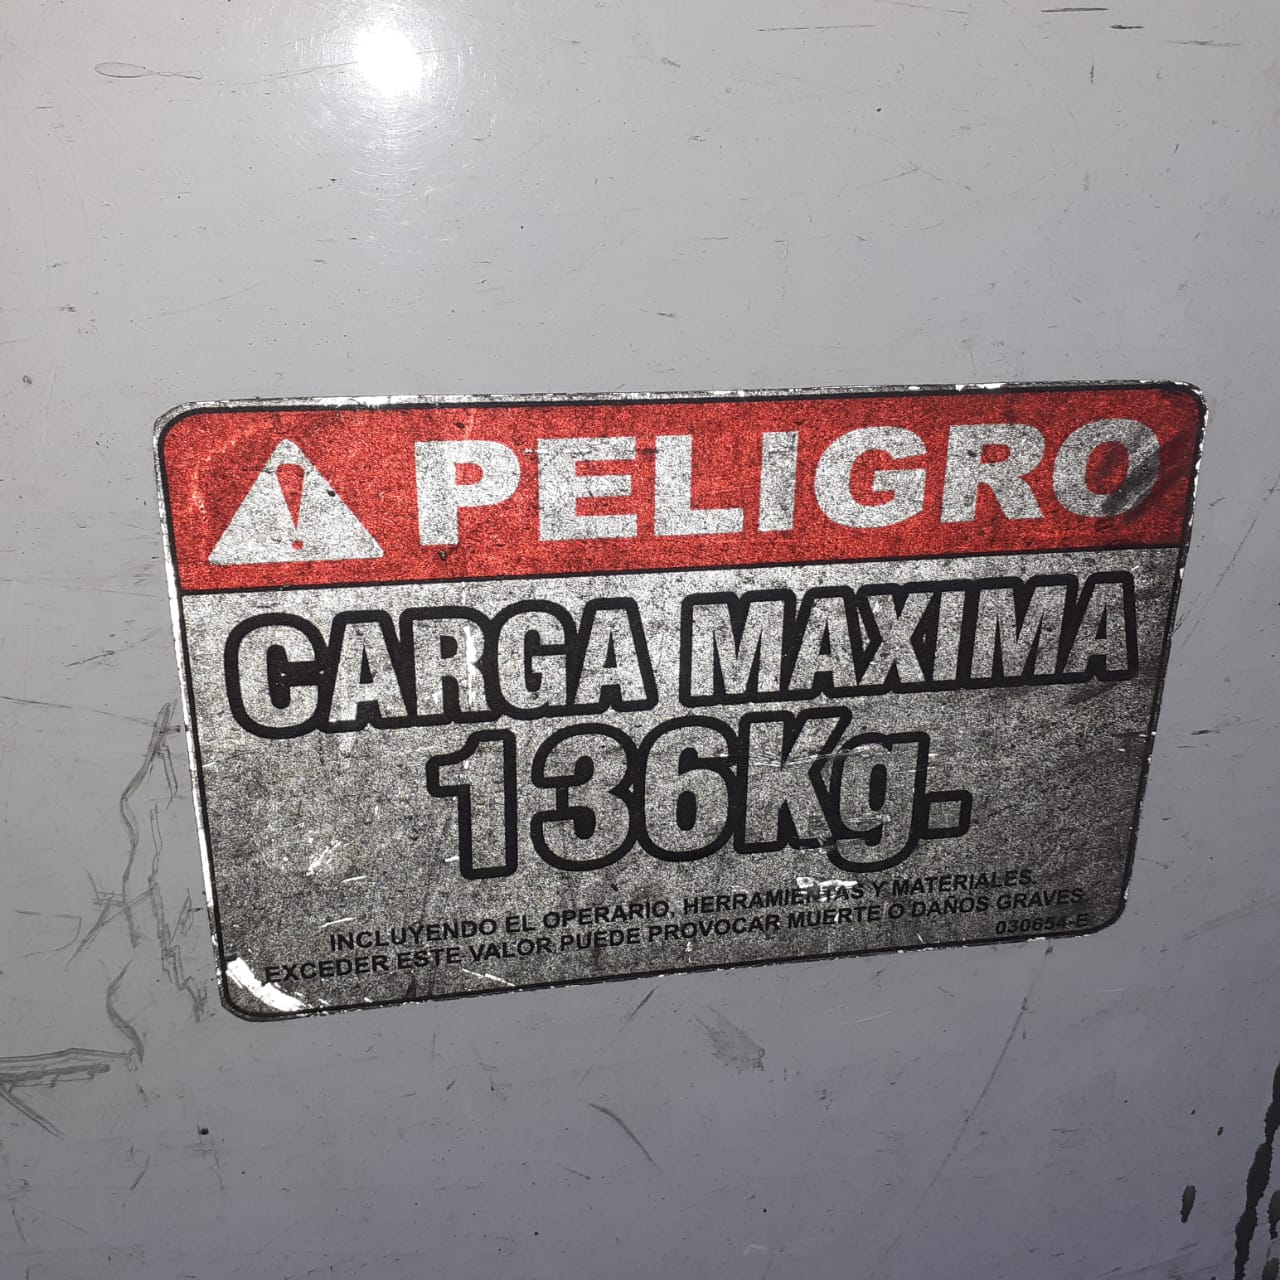 PELIGRO
CARGA MAXIMA
136Kg.
INCLUYENDO EL OPERARIO, HERRAMIENTAS Y MATERIALES.
EXCEDER ESTE VALOR PUEDE PROVOCAR MUERTE O DAÑOS GRAVES.
030654-E